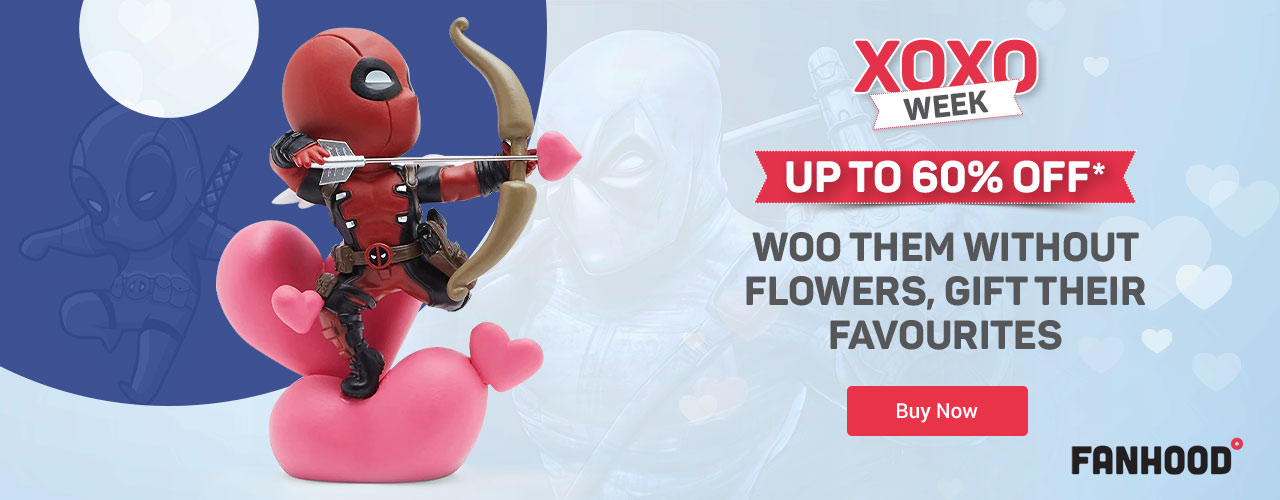 XOXO
WEEK
UP TO 60% OFF*
WOO THEM WITHOUT
FLOWERS, GIFT THEIR
FAVOURITES
Buy Now
FANHOOD